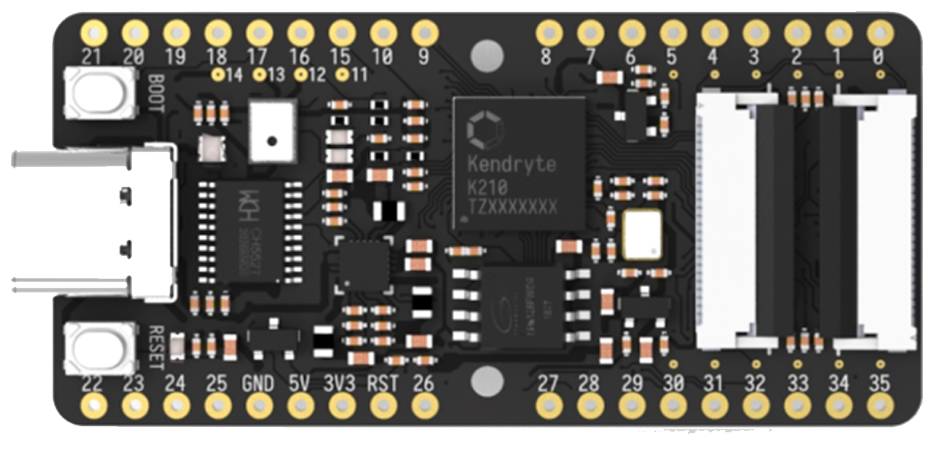 21 20 19 18 17 16 15 10 9 8 7 6 5 4 3 2 1 0
14 13 12 11
BOOT
Kendryte
K210
TZXXXXXXX
WCH
CH552T
RESET
22 23 24 25 GND 5V 3V3 RST 26 27 28 29 30 31 32 33 34 35